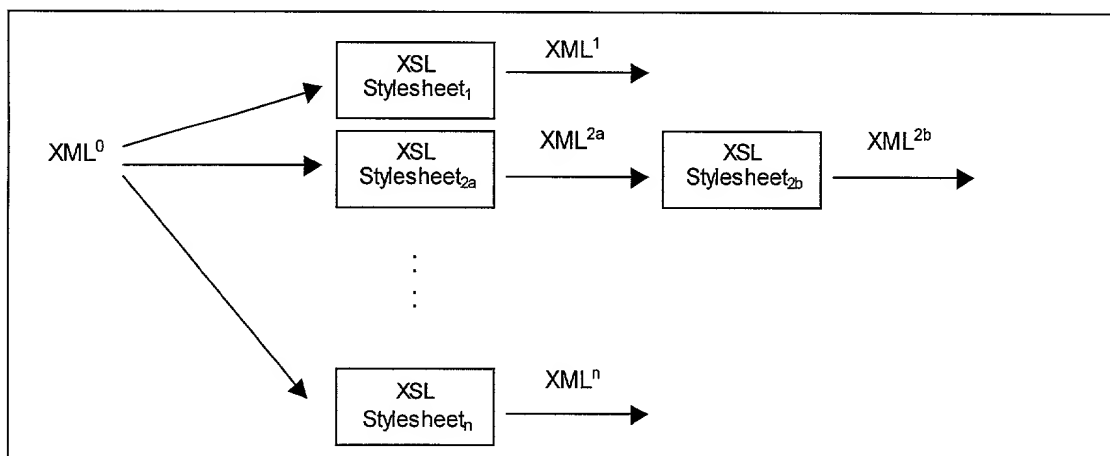 XML⁰
XSL
Stylesheet₁
XML¹
XSL
Stylesheet₂ₐ
XML²ᵃ
XSL
Stylesheet₂b
XML²ᵇ
XSL
Stylesheetₙ
XMLⁿ